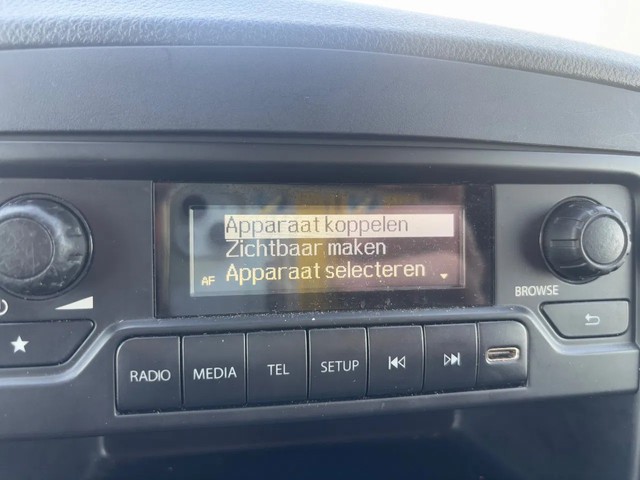 Apparaat koppelen
Zichtbaar maken
AF Apparaat selecteren
BROWSE
RADIO MEDIA TEL SETUP